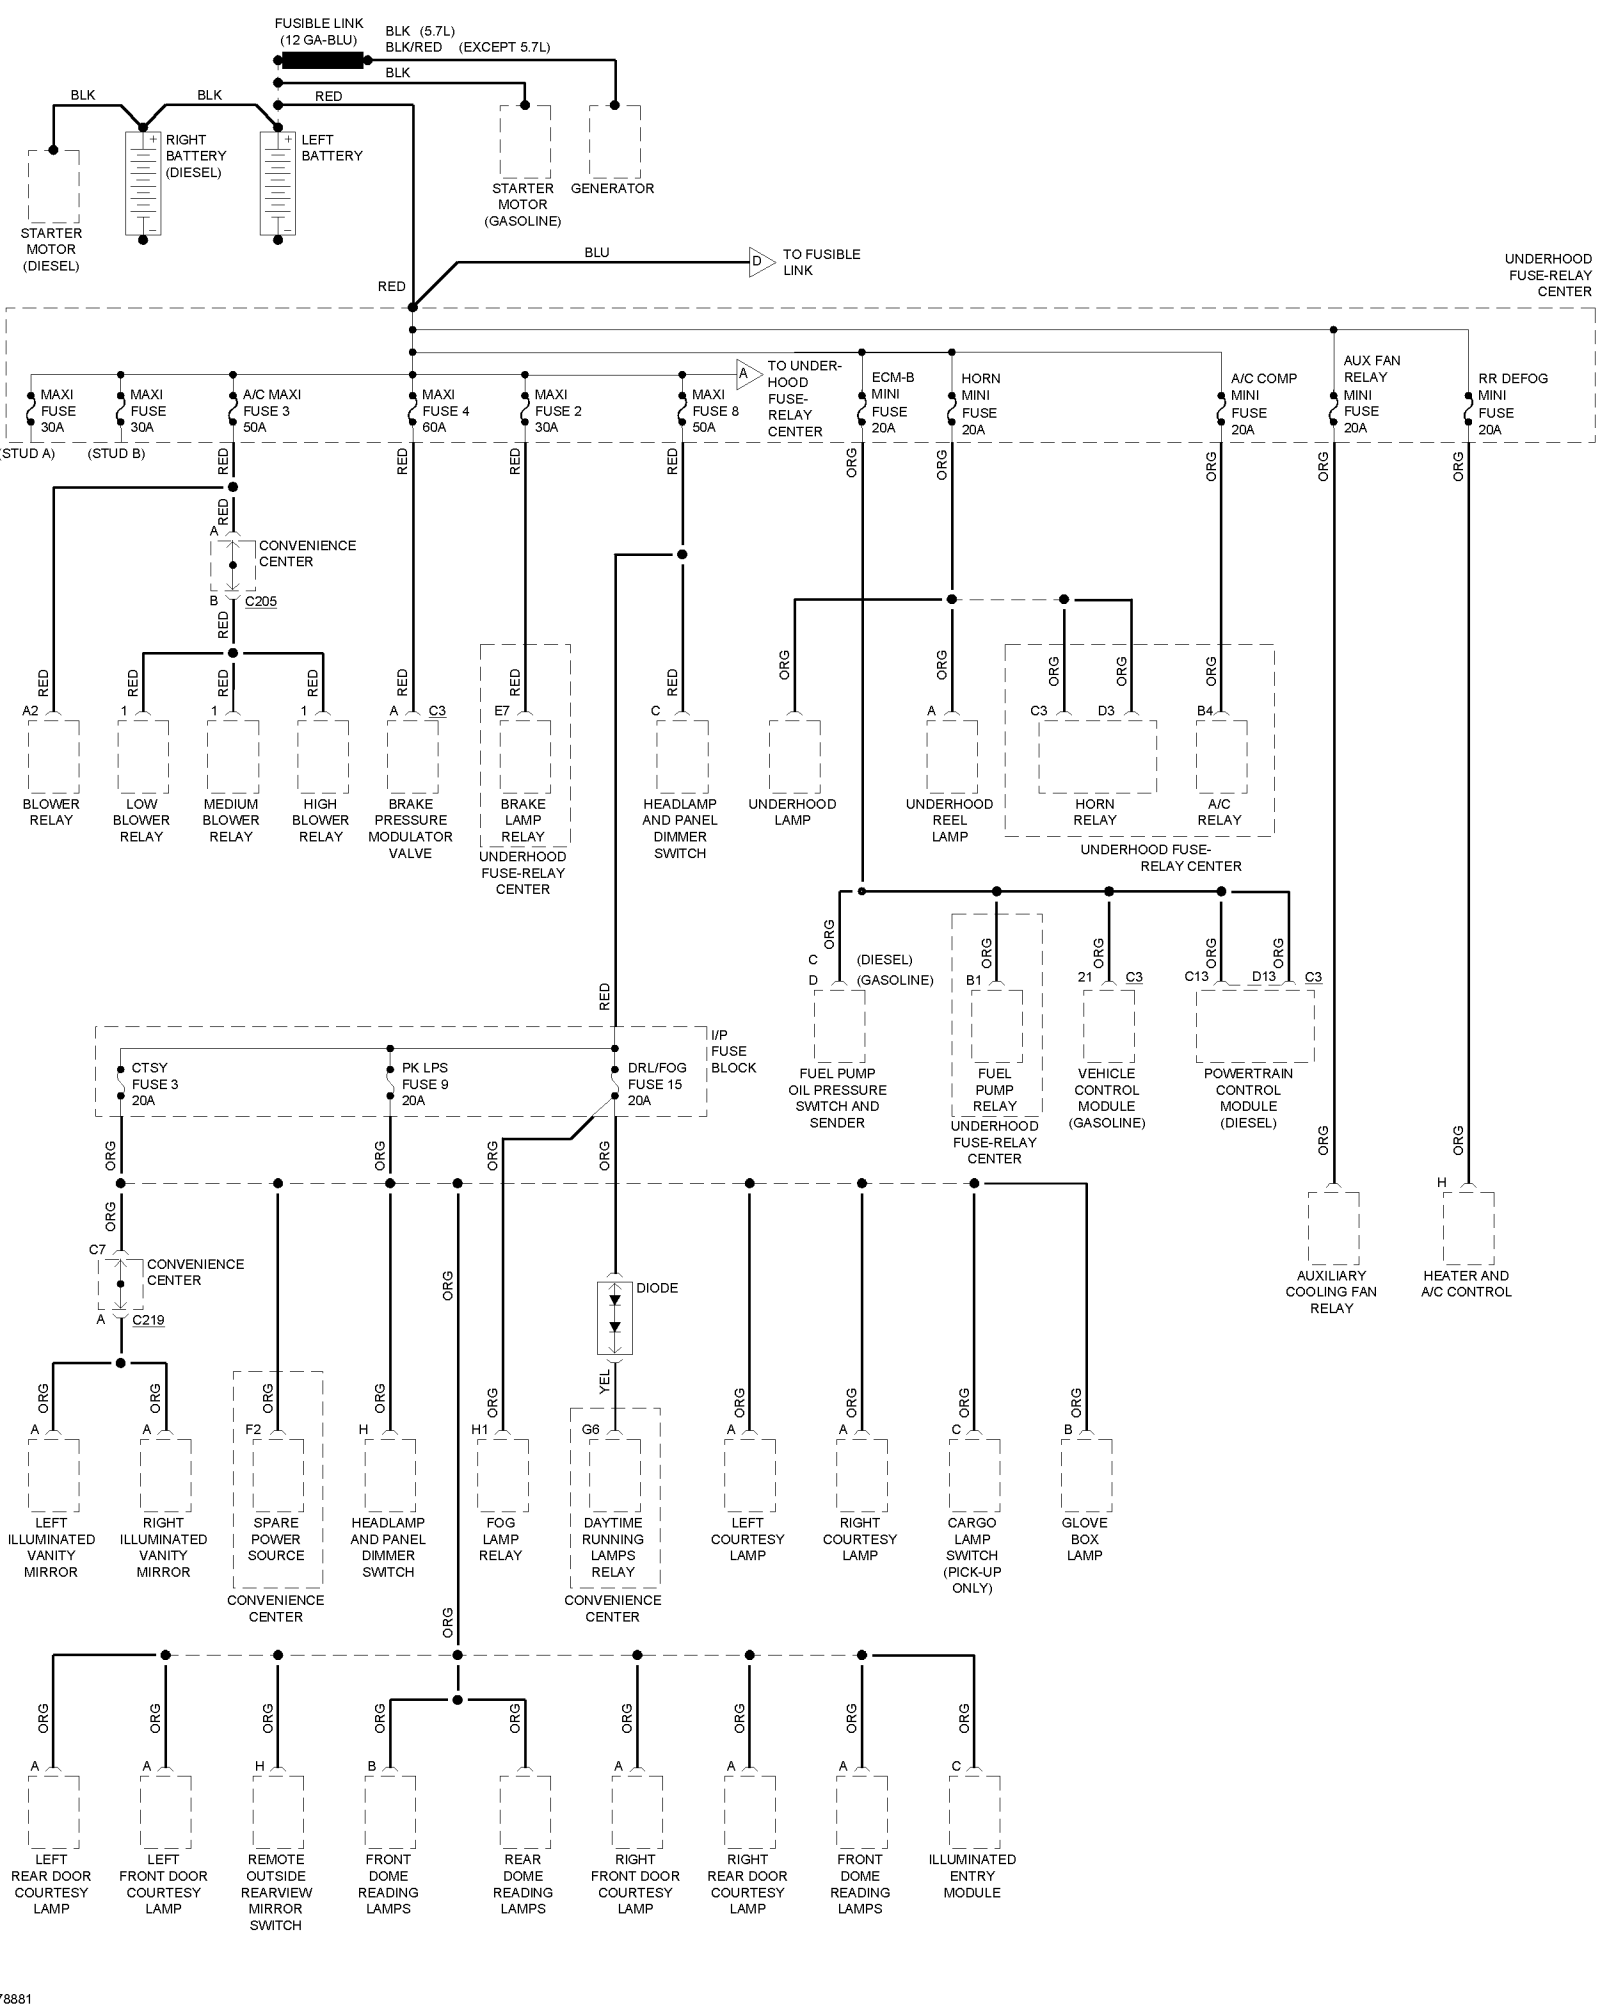 FUSIBLE LINK
(12 GA-BLU)
BLK (5.7L)
BLK/RED (EXCEPT 5.7L)
BLK
RED
BLK
BLK
+
RIGHT
BATTERY
(DIESEL)
−
+
LEFT
BATTERY
−
STARTER
MOTOR
(DIESEL)
STARTER
MOTOR
(GASOLINE)
GENERATOR
BLU
D
TO FUSIBLE
LINK
RED
UNDERHOOD
FUSE-RELAY
CENTER
MAXI
FUSE
30A
MAXI
FUSE
30A
A/C MAXI
FUSE 3
50A
MAXI
FUSE 4
60A
MAXI
FUSE 2
30A
MAXI
FUSE 8
50A
A
TO UNDER-
HOOD
FUSE-
RELAY
CENTER
ECM-B
MINI
FUSE
20A
HORN
MINI
FUSE
20A
A/C COMP
MINI
FUSE
20A
AUX FAN
RELAY
MINI
FUSE
20A
RR DEFOG
MINI
FUSE
20A
(STUD A)
(STUD B)
RED
RED
RED
RED
ORG
ORG
ORG
ORG
ORG
RED
A
CONVENIENCE
CENTER
B
C205
RED
RED
RED
RED
RED
RED
RED
RED
ORG
ORG
ORG
ORG
ORG
A2
1
1
1
A
C3
E7
C
A
C3
D3
B4
BLOWER
RELAY
LOW
BLOWER
RELAY
MEDIUM
BLOWER
RELAY
HIGH
BLOWER
RELAY
BRAKE
PRESSURE
MODULATOR
VALVE
BRAKE
LAMP
RELAY
UNDERHOOD
FUSE-RELAY
CENTER
HEADLAMP
AND PANEL
DIMMER
SWITCH
UNDERHOOD
LAMP
UNDERHOOD
REEL
LAMP
HORN
RELAY
A/C
RELAY
UNDERHOOD FUSE-
RELAY CENTER
ORG
ORG
ORG
ORG
ORG
C (DIESEL)
D (GASOLINE)
B1
21
C3
C13
D13
C3
FUEL PUMP
OIL PRESSURE
SWITCH AND
SENDER
FUEL
PUMP
RELAY
UNDERHOOD
FUSE-RELAY
CENTER
VEHICLE
CONTROL
MODULE
(GASOLINE)
POWERTRAIN
CONTROL
MODULE
(DIESEL)
RED
I/P
FUSE
BLOCK
CTSY
FUSE 3
20A
PK LPS
FUSE 9
20A
DRL/FOG
FUSE 15
20A
ORG
ORG
ORG
ORG
ORG
ORG
H
AUXILIARY
COOLING FAN
RELAY
HEATER AND
A/C CONTROL
ORG
C7
CONVENIENCE
CENTER
A
C219
ORG
DIODE
YEL
ORG
ORG
ORG
ORG
ORG
ORG
ORG
ORG
ORG
A
A
F2
H
H1
G6
A
A
C
B
LEFT
ILLUMINATED
VANITY
MIRROR
RIGHT
ILLUMINATED
VANITY
MIRROR
SPARE
POWER
SOURCE
CONVENIENCE
CENTER
HEADLAMP
AND PANEL
DIMMER
SWITCH
FOG
LAMP
RELAY
DAYTIME
RUNNING
LAMPS
RELAY
CONVENIENCE
CENTER
LEFT
COURTESY
LAMP
RIGHT
COURTESY
LAMP
CARGO
LAMP
SWITCH
(PICK-UP
ONLY)
GLOVE
BOX
LAMP
ORG
ORG
ORG
ORG
ORG
ORG
ORG
ORG
ORG
ORG
A
A
H
B
A
A
A
C
LEFT
REAR DOOR
COURTESY
LAMP
LEFT
FRONT DOOR
COURTESY
LAMP
REMOTE
OUTSIDE
REARVIEW
MIRROR
SWITCH
FRONT
DOME
READING
LAMPS
REAR
DOME
READING
LAMPS
RIGHT
FRONT DOOR
COURTESY
LAMP
RIGHT
REAR DOOR
COURTESY
LAMP
FRONT
DOME
READING
LAMPS
ILLUMINATED
ENTRY
MODULE
78881